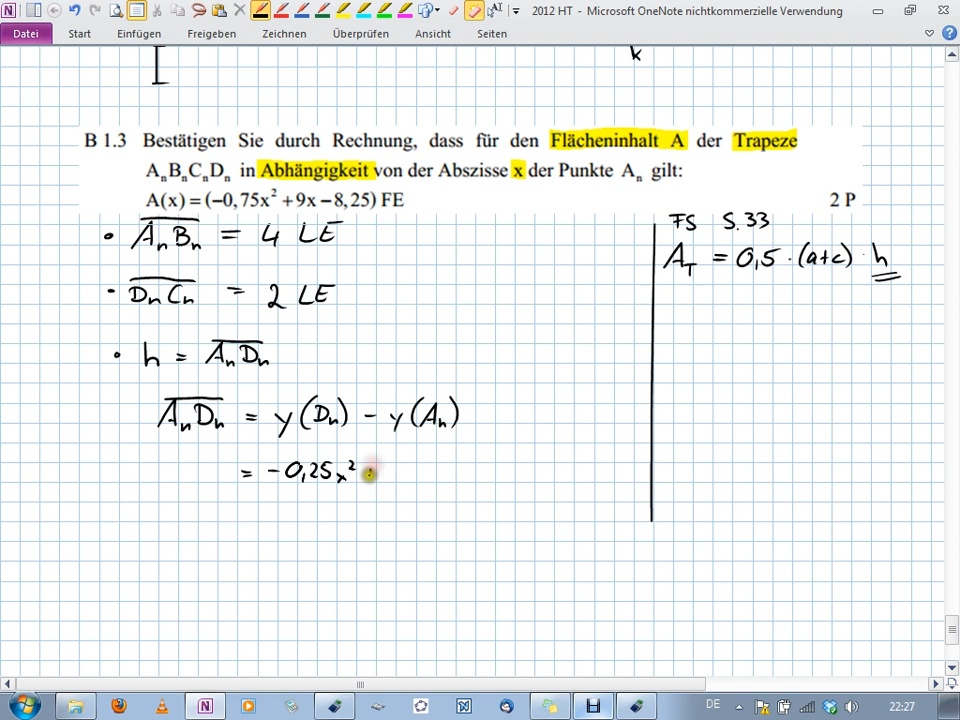 2012 HT - Microsoft OneNote nichtkommerzielle Verwendung
Datei Start Einfügen Freigeben Zeichnen Überprüfen Ansicht Seiten
k
B 1.3 Bestätigen Sie durch Rechnung, dass für den Flächeninhalt A der Trapeze
AₙBₙCₙDₙ in Abhängigkeit von der Abszisse x der Punkte Aₙ gilt:
A(x) = (−0,75x² + 9x − 8,25) FE 2 P
FS S.33
A_T = 0,5 · (a+c) · h
• AₙBₙ = 4 LE
• DₙCₙ = 2 LE
• h = AₙDₙ
AₙDₙ = y(Dₙ) − y(Aₙ)
= −0,25x²
DE 22:27